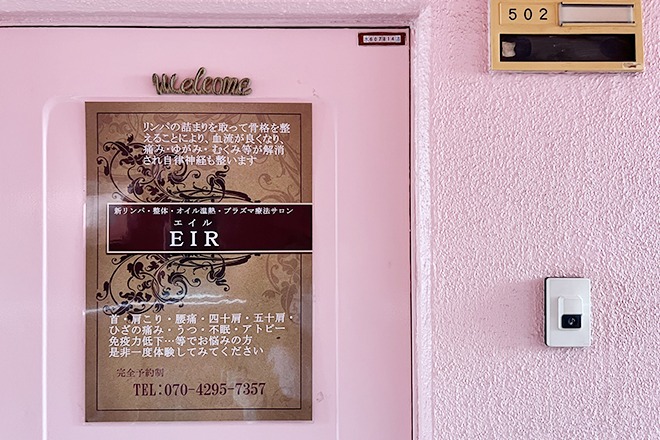 502
welcome
リンパの詰まりを取って骨格を整
えることにより、血流が良くなり、
痛み・ゆがみ・むくみ等が解消
され自律神経も整います
新リンパ・整体・オイル温熱・プラズマ療法サロン
エイル
EIR
首・肩こり・腰痛・四十肩・五十肩・
ひざの痛み・うつ・不眠・アトピー
免疫力低下…等でお悩みの方
是非一度体験してみてください
完全予約制
TEL:070-4295-7357